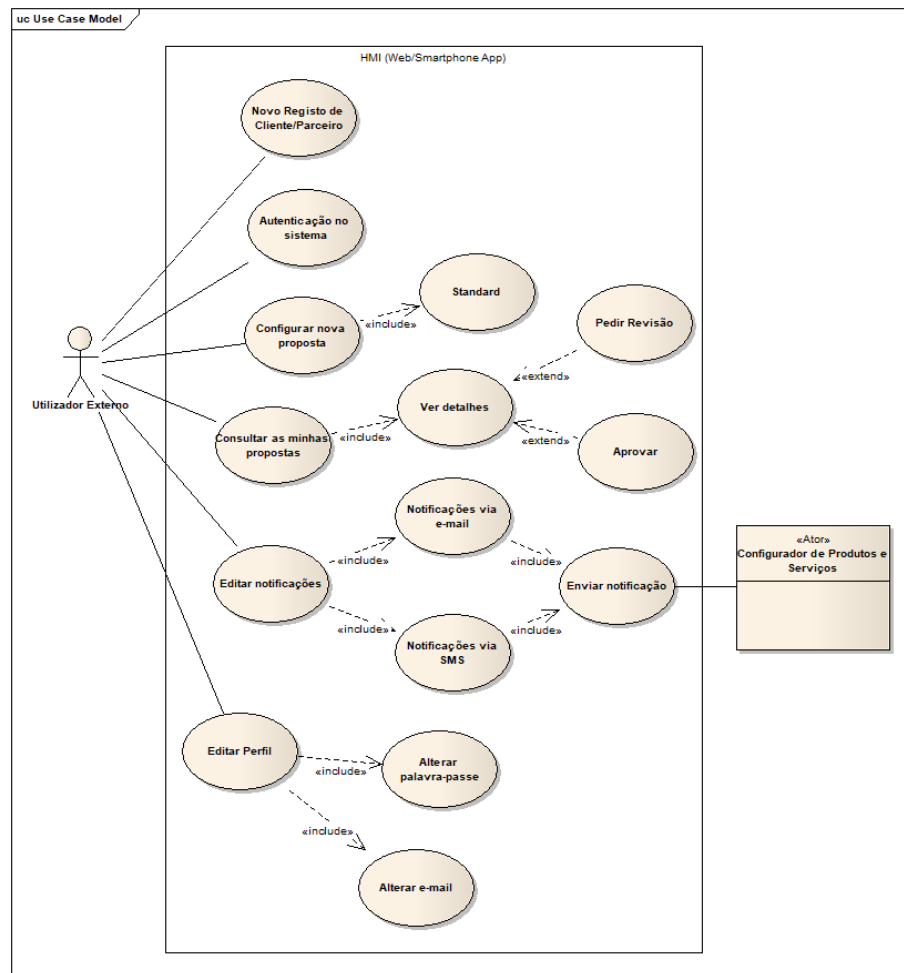 uc Use Case Model
HMI (Web/Smartphone App)
Novo Registo de
Cliente/Parceiro
Autenticação no
sistema
Standard
Configurar nova
proposta
«include»
Pedir Revisão
«extend»
Utilizador Externo
Ver detalhes
Consultar as minhas
propostas
«include»
«extend»
Aprovar
Notificações via
e-mail
«include»
«include»
Editar notificações
Enviar notificação
«Ator»
Configurador de Produtos e
Serviços
«include»
«include»
Notificações via
SMS
Editar Perfil
«include»
Alterar
palavra-passe
«include»
Alterar e-mail